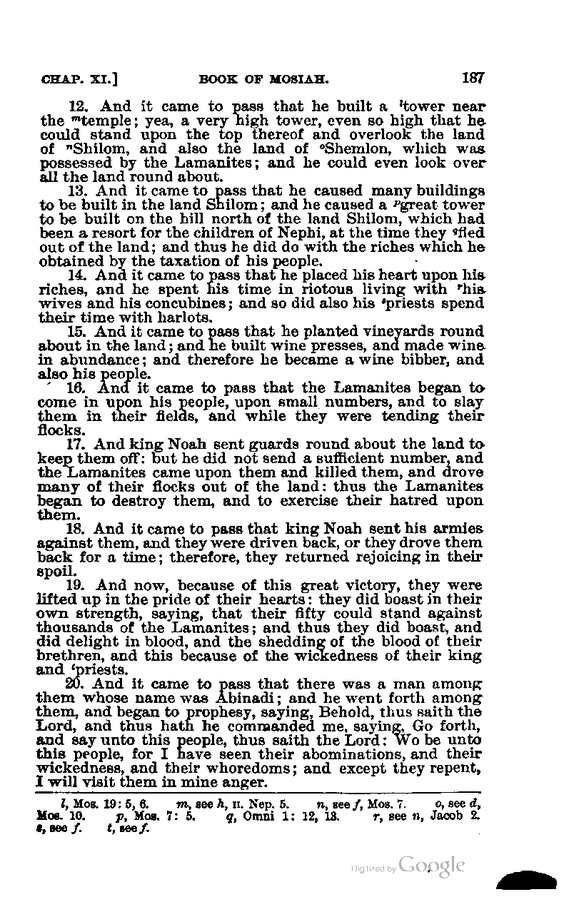 CHAP. XI.] BOOK OF MOSIAH. 187
12. And it came to pass that he built a ˡtower near
the ᵐtemple; yea, a very high tower, even so high that he
could stand upon the top thereof and overlook the land
of ⁿShilom, and also the land of ᵒShemlon, which was
possessed by the Lamanites; and he could even look over
all the land round about.
13. And it came to pass that he caused many buildings
to be built in the land Shilom; and he caused a ᵖgreat tower
to be built on the hill north of the land Shilom, which had
been a resort for the children of Nephi, at the time they qfled
out of the land; and thus he did do with the riches which he
obtained by the taxation of his people.
14. And it came to pass that he placed his heart upon his
riches, and he spent his time in riotous living with ʳhis
wives and his concubines; and so did also his ˢpriests spend
their time with harlots.
15. And it came to pass that he planted vineyards round
about in the land; and he built wine presses, and made wine
in abundance; and therefore he became a wine bibber, and
also his people.
16. And it came to pass that the Lamanites began to
come in upon his people, upon small numbers, and to slay
them in their fields, and while they were tending their
flocks.
17. And king Noah sent guards round about the land to
keep them off: but he did not send a sufficient number, and
the Lamanites came upon them and killed them, and drove
many of their flocks out of the land: thus the Lamanites
began to destroy them, and to exercise their hatred upon
them.
18. And it came to pass that king Noah sent his armies
against them, and they were driven back, or they drove them
back for a time; therefore, they returned rejoicing in their
spoil.
19. And now, because of this great victory, they were
lifted up in the pride of their hearts: they did boast in their
own strength, saying, that their fifty could stand against
thousands of the Lamanites; and thus they did boast, and
did delight in blood, and the shedding of the blood of their
brethren, and this because of the wickedness of their king
and ᵗpriests.
20. And it came to pass that there was a man among
them whose name was Abinadi; and he went forth among
them, and began to prophesy, saying, Behold, thus saith the
Lord, and thus hath he commanded me, saying, Go forth,
and say unto this people, thus saith the Lord: Wo be unto
this people, for I have seen their abominations, and their
wickedness, and their whoredoms; and except they repent,
I will visit them in mine anger.
l, Mos. 19: 5, 6. m, see h, II. Nep. 5. n, see f, Mos. 7. o, see d,
Mos. 10. p, Mos. 7: 5. q, Omni 1: 12, 13. r, see n, Jacob 2.
s, see f. t, see f.
Digitized by Google